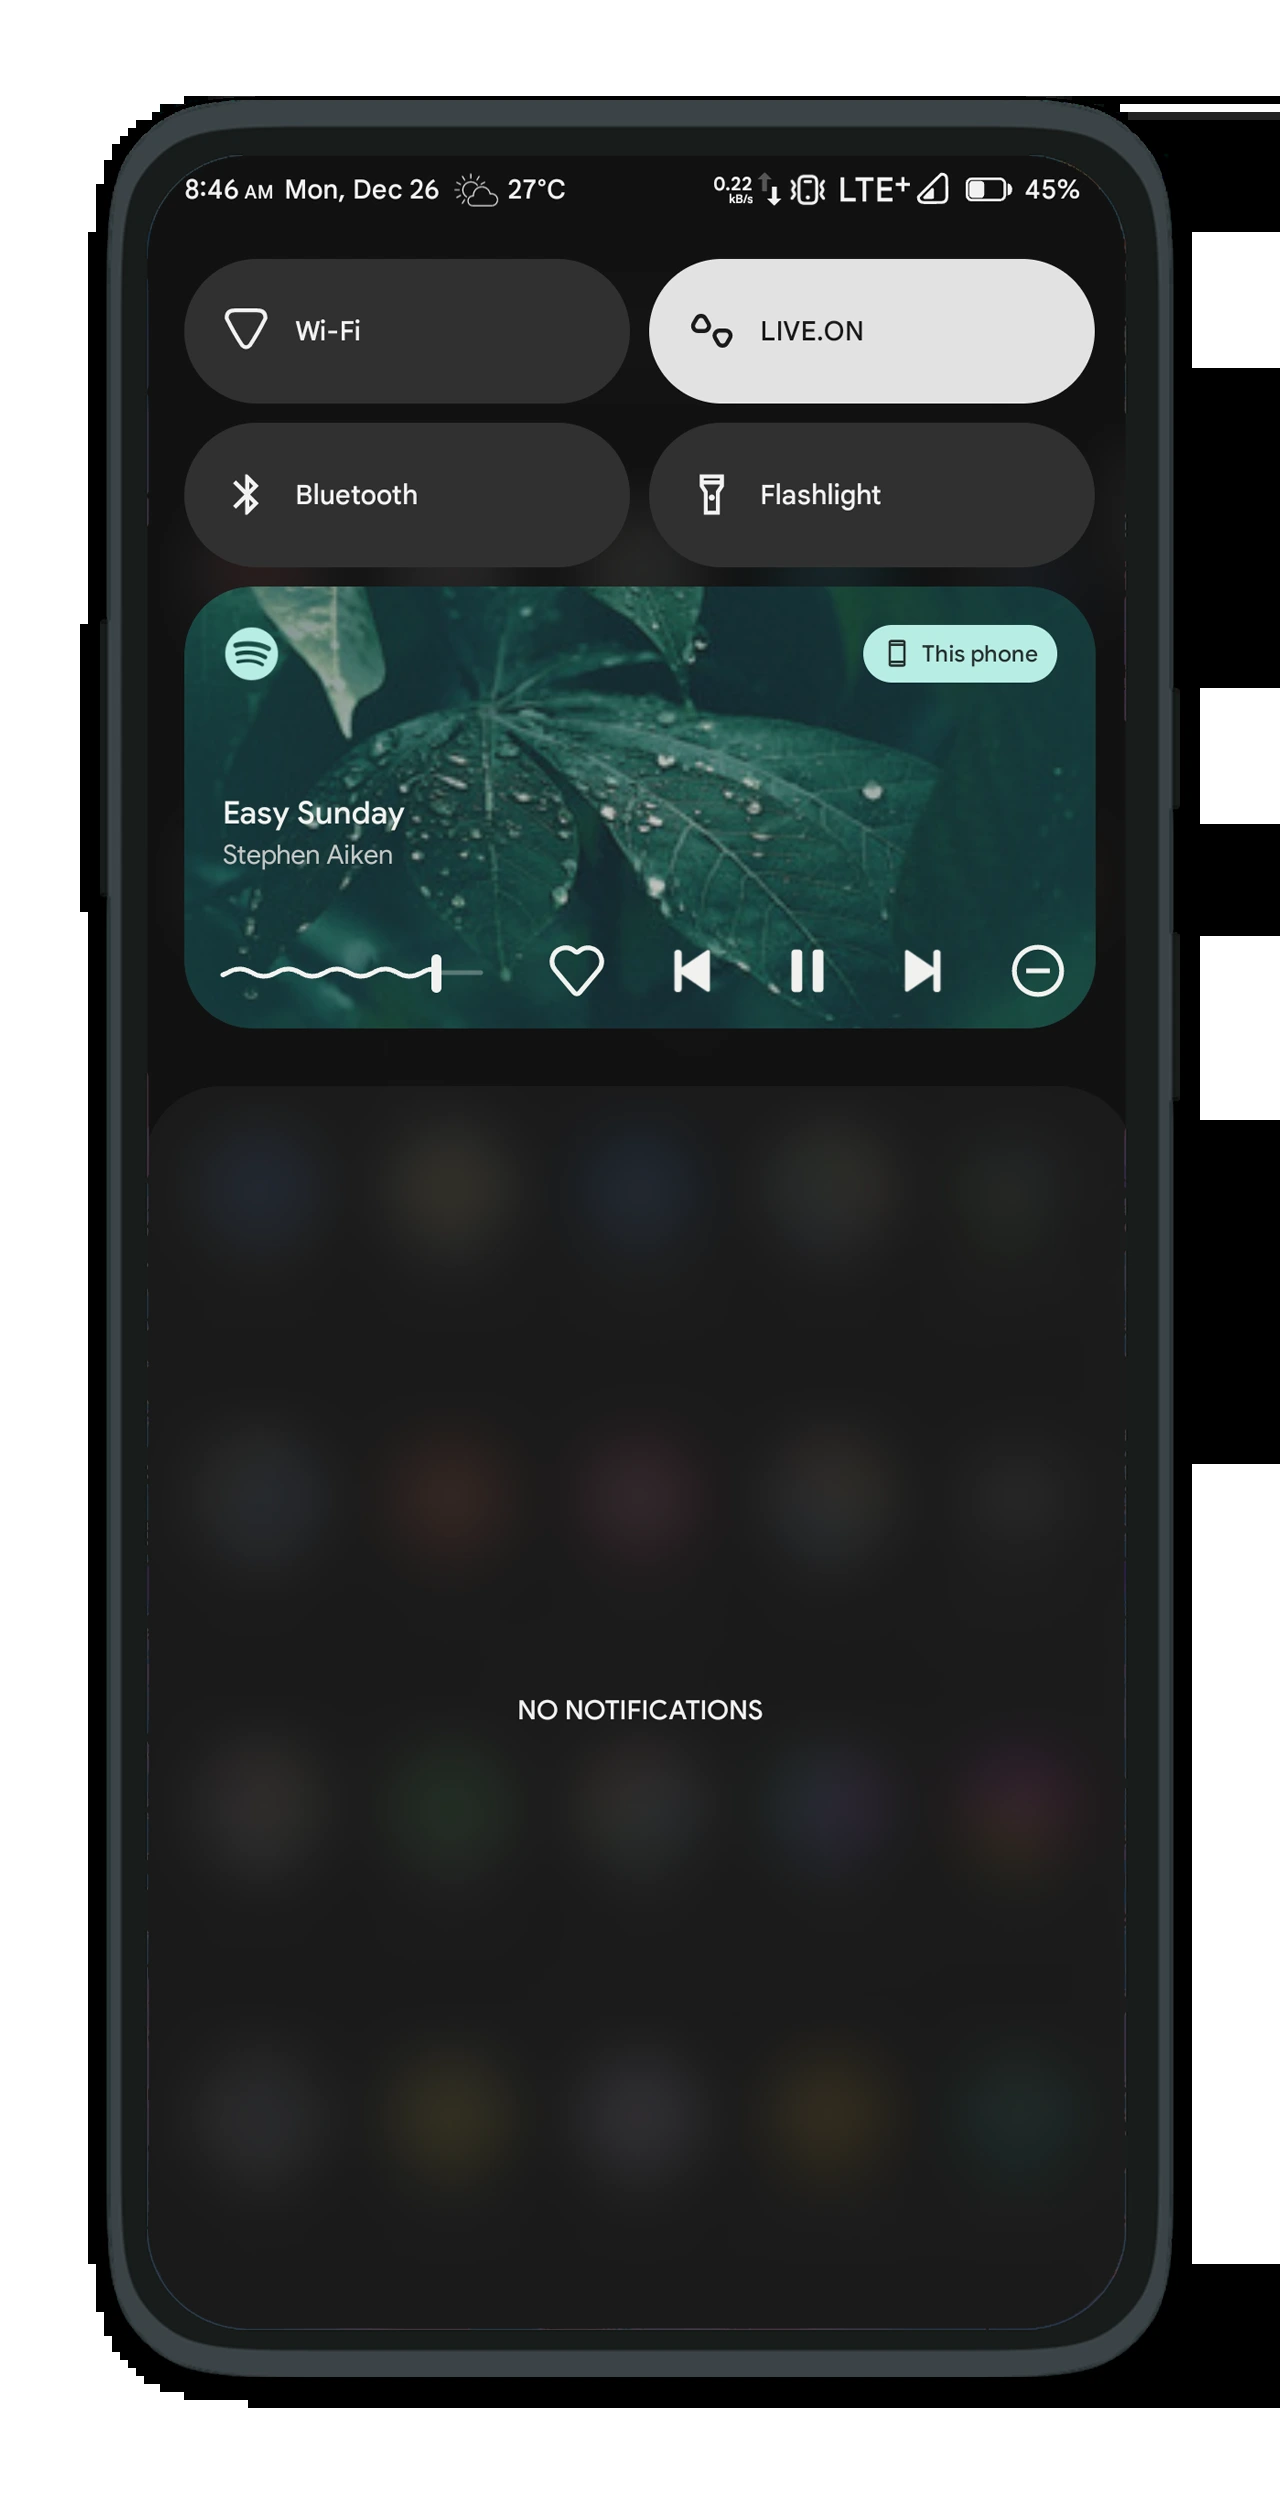 8:46 AM Mon, Dec 26 27°C 0.22 kB/s LTE+ 45%
Wi-Fi LIVE.ON
Bluetooth Flashlight
This phone
Easy Sunday
Stephen Aiken
NO NOTIFICATIONS